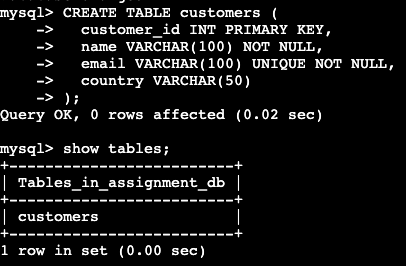 mysql> CREATE TABLE customers (
    ->   customer_id INT PRIMARY KEY,
    ->   name VARCHAR(100) NOT NULL,
    ->   email VARCHAR(100) UNIQUE NOT NULL,
    ->   country VARCHAR(50)
    -> );
Query OK, 0 rows affected (0.02 sec)

mysql> show tables;
+-------------------------+
| Tables_in_assignment_db |
+-------------------------+
| customers               |
+-------------------------+
1 row in set (0.00 sec)